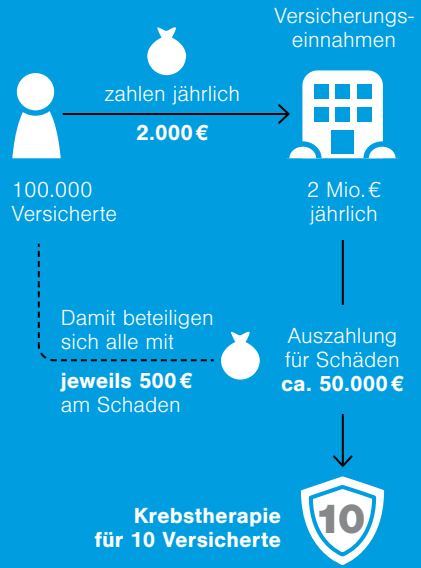 Versicherungs-
einnahmen
zahlen jährlich
2.000 €
100.000
Versicherte
2 Mio. €
jährlich
Damit beteiligen
sich alle mit
jeweils 500 €
am Schaden
Auszahlung
für Schäden
ca. 50.000 €
Krebstherapie
für 10 Versicherte
10